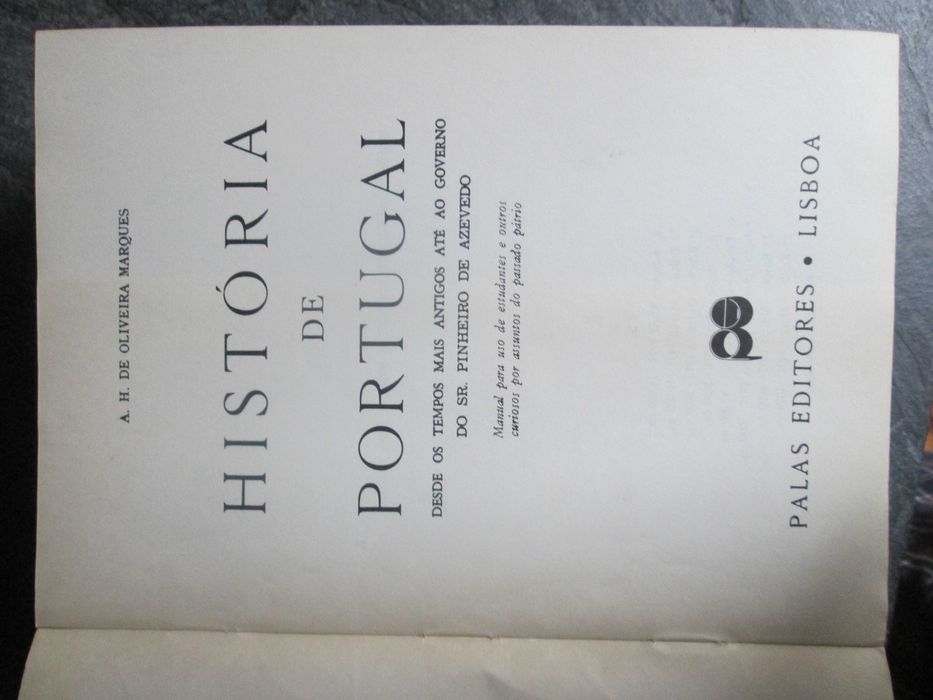 A. H. DE OLIVEIRA MARQUES
HISTÓRIA
DE
PORTUGAL
DESDE OS TEMPOS MAIS ANTIGOS ATÉ AO GOVERNO
DO SR. PINHEIRO DE AZEVEDO
Manual para uso de estudantes e outros
curiosos por assuntos do passado pátrio
PALAS EDITORES • LISBOA